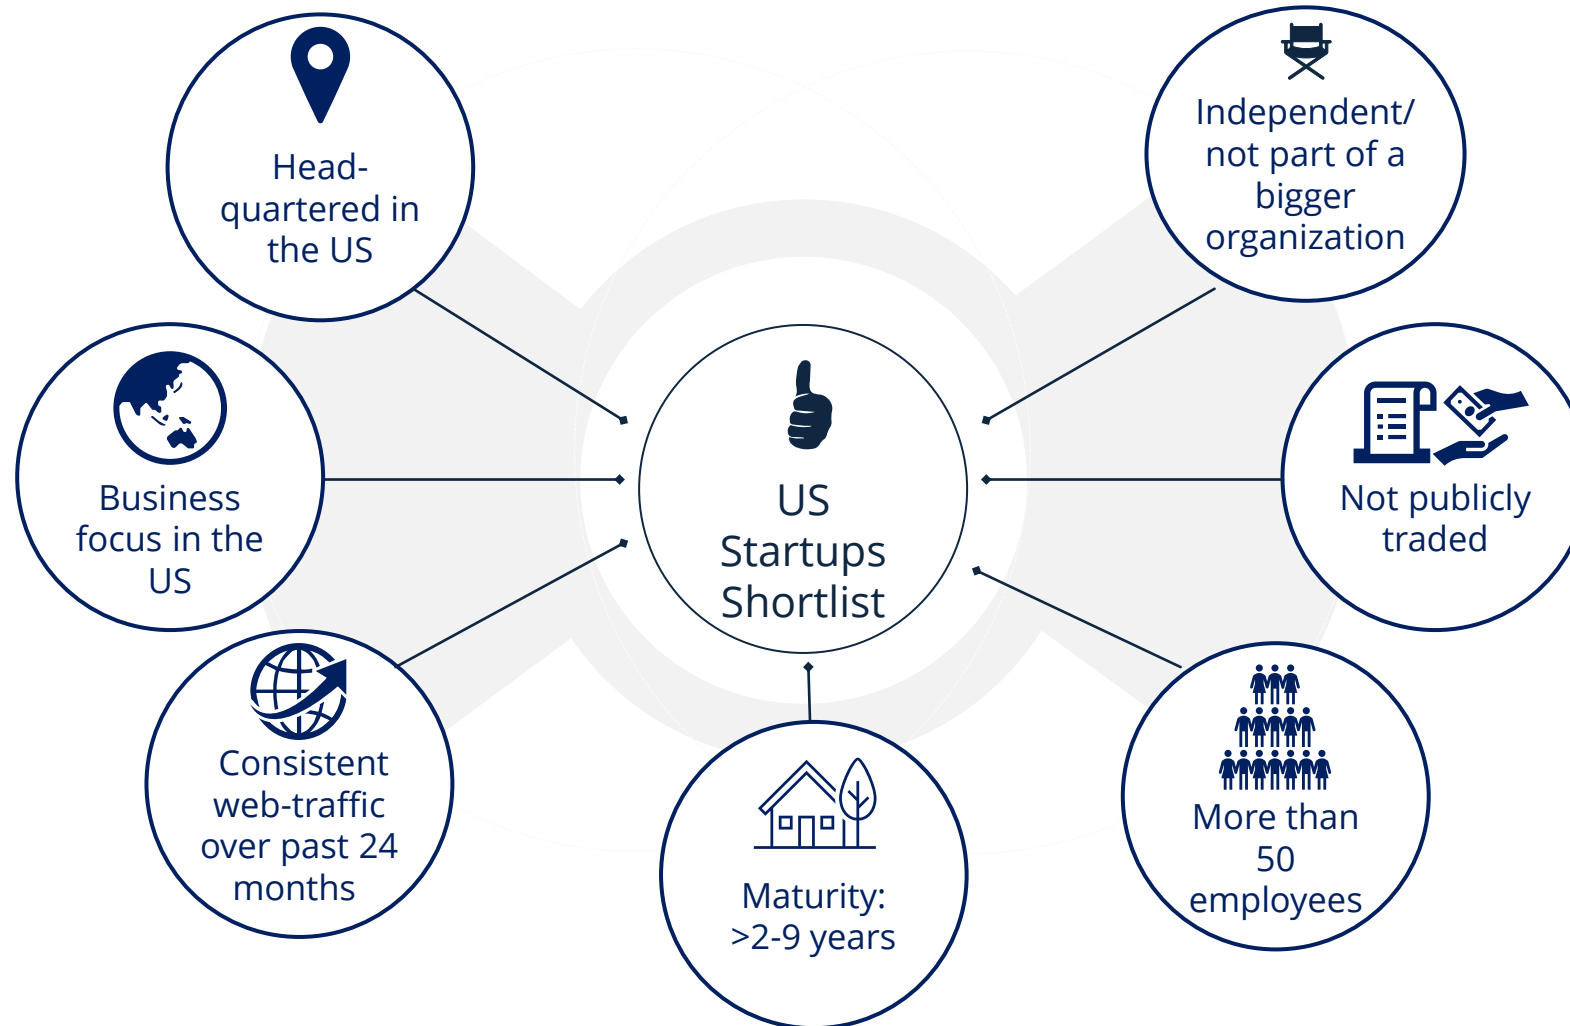 Head-
quartered in
the US
Independent/
not part of a
bigger
organization
Business
focus in the
US
US
Startups
Shortlist
Not publicly
traded
Consistent
web-traffic
over past 24
months
Maturity:
>2-9 years
More than
50
employees